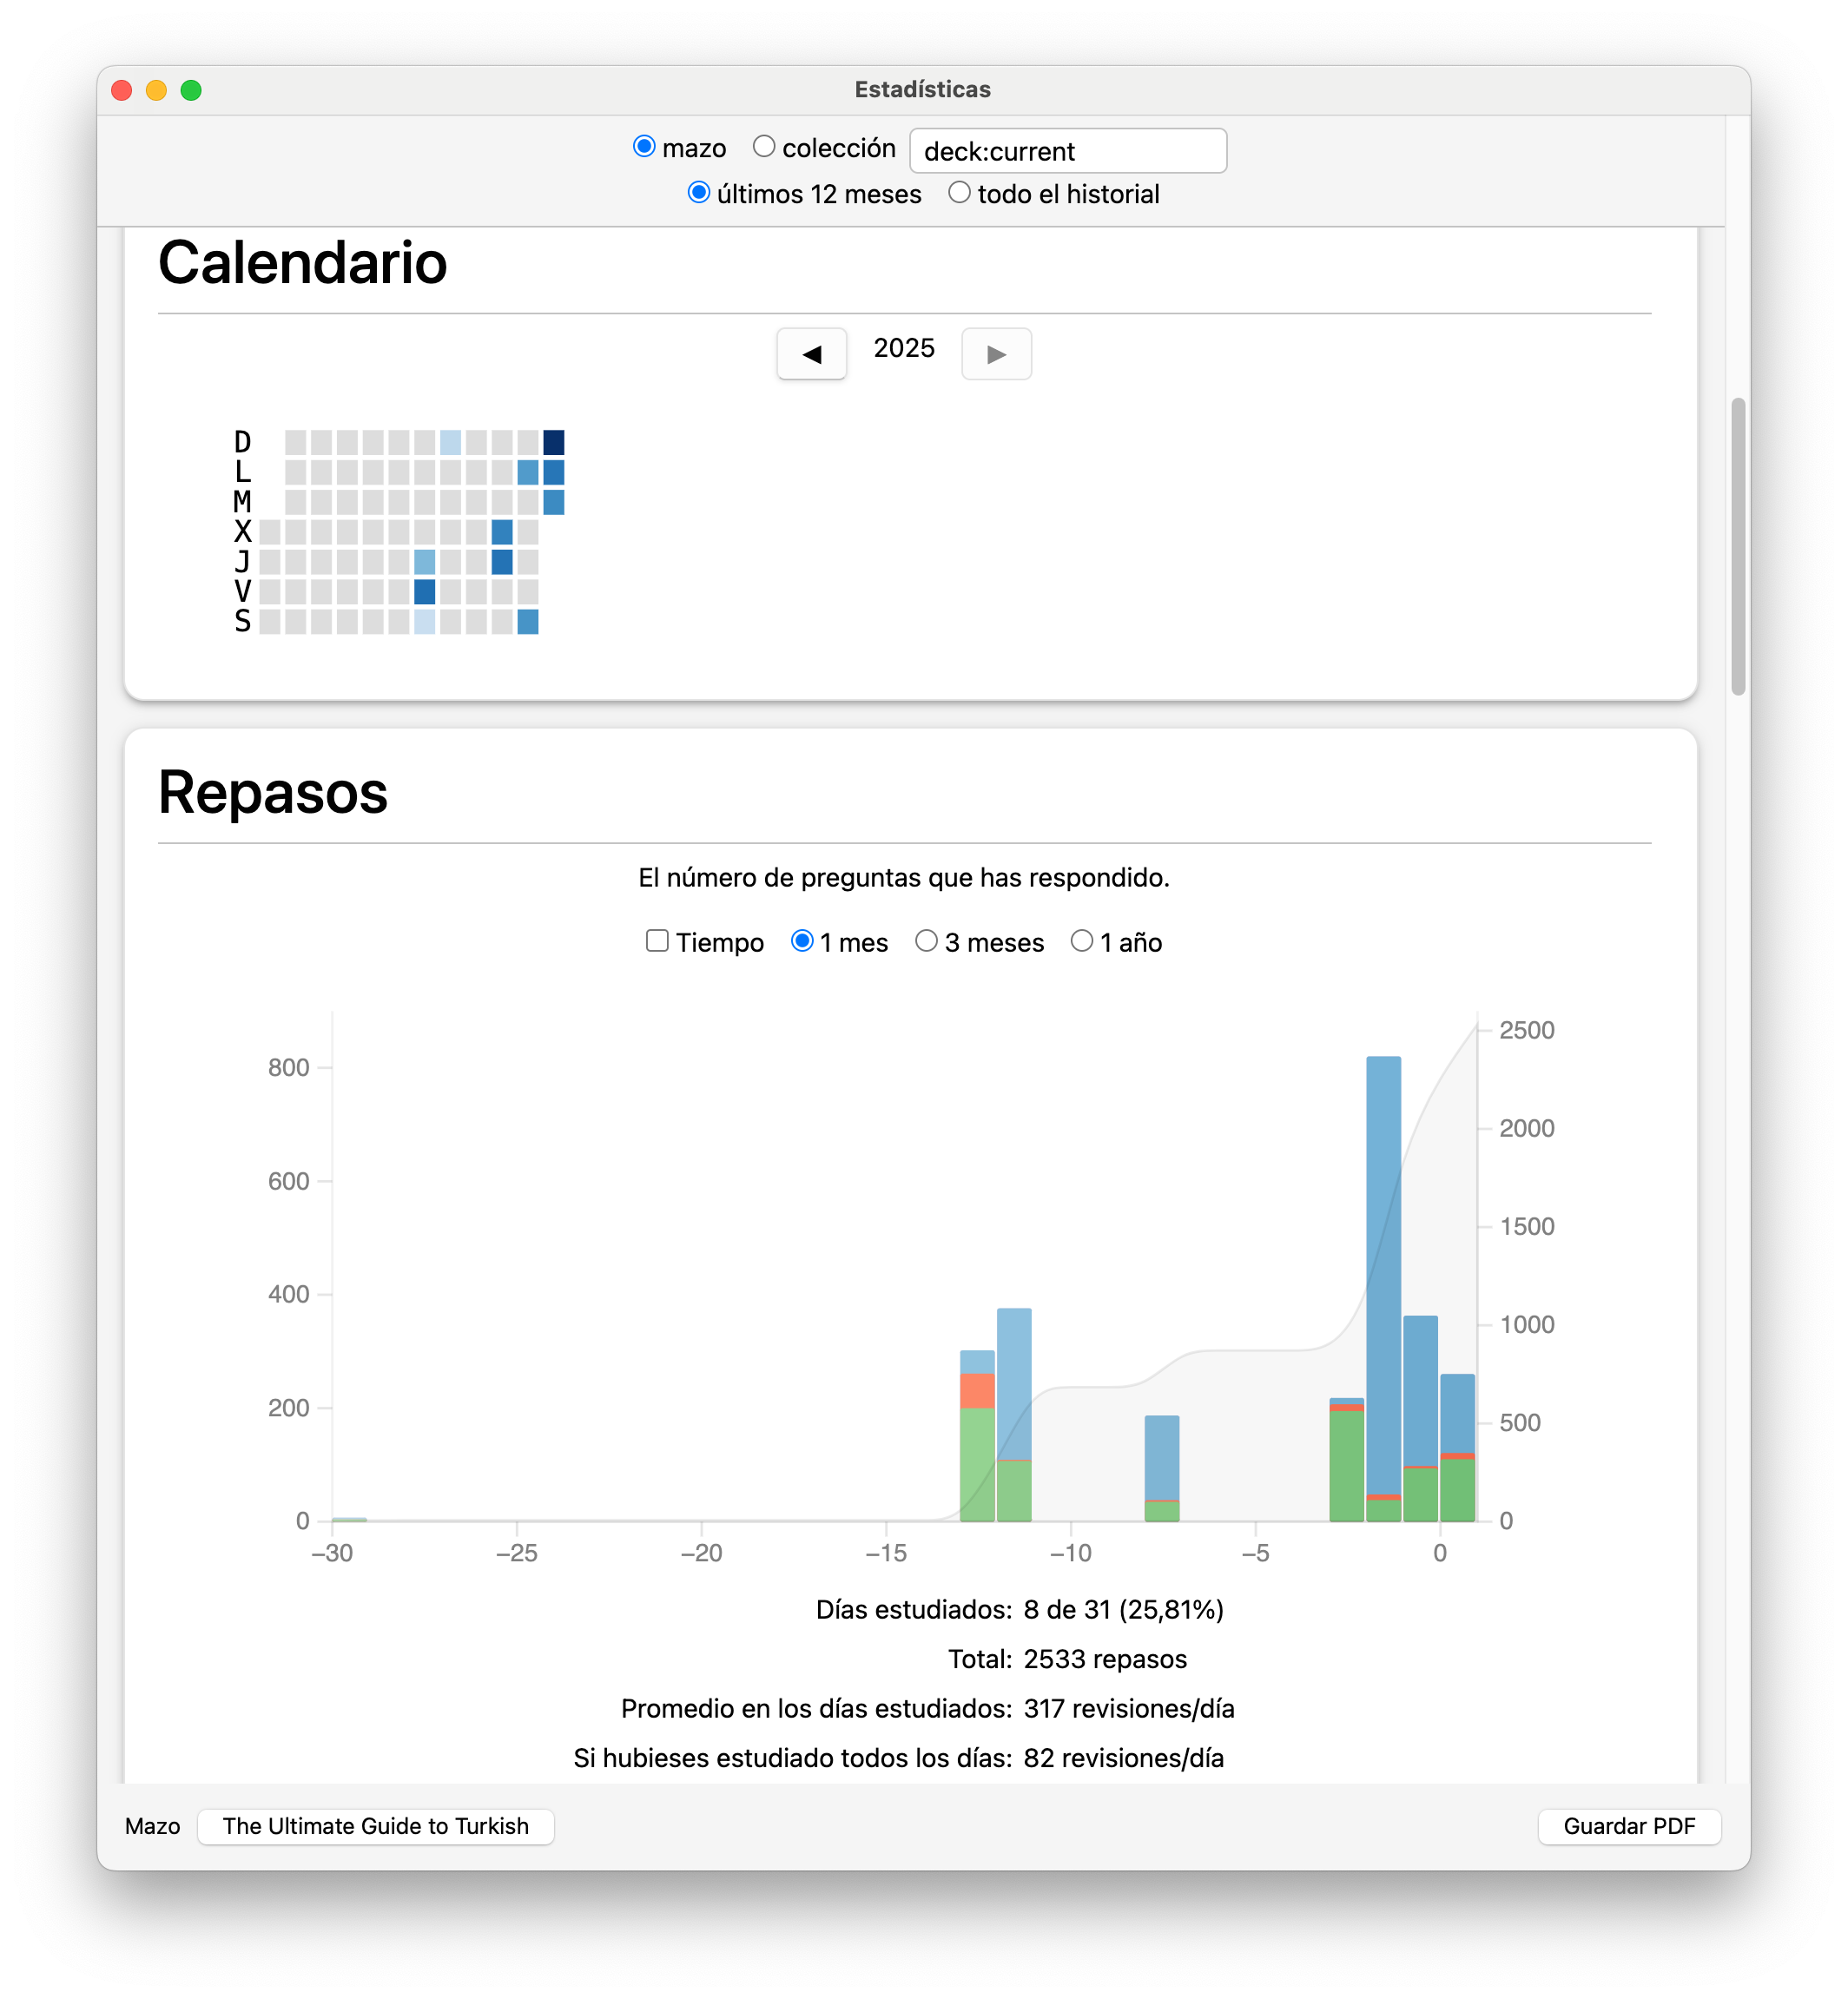 Estadísticas
mazo colección deck:current
últimos 12 meses todo el historial
Calendario
◀ 2025 ▶
D
L
M
X
J
V
S
Repasos
El número de preguntas que has respondido.
Tiempo 1 mes 3 meses 1 año
800
600
400
200
0
2500
2000
1500
1000
500
0
−30 −25 −20 −15 −10 −5 0
Días estudiados: 8 de 31 (25,81%)
Total: 2533 repasos
Promedio en los días estudiados: 317 revisiones/día
Si hubieses estudiado todos los días: 82 revisiones/día
Mazo The Ultimate Guide to Turkish Guardar PDF